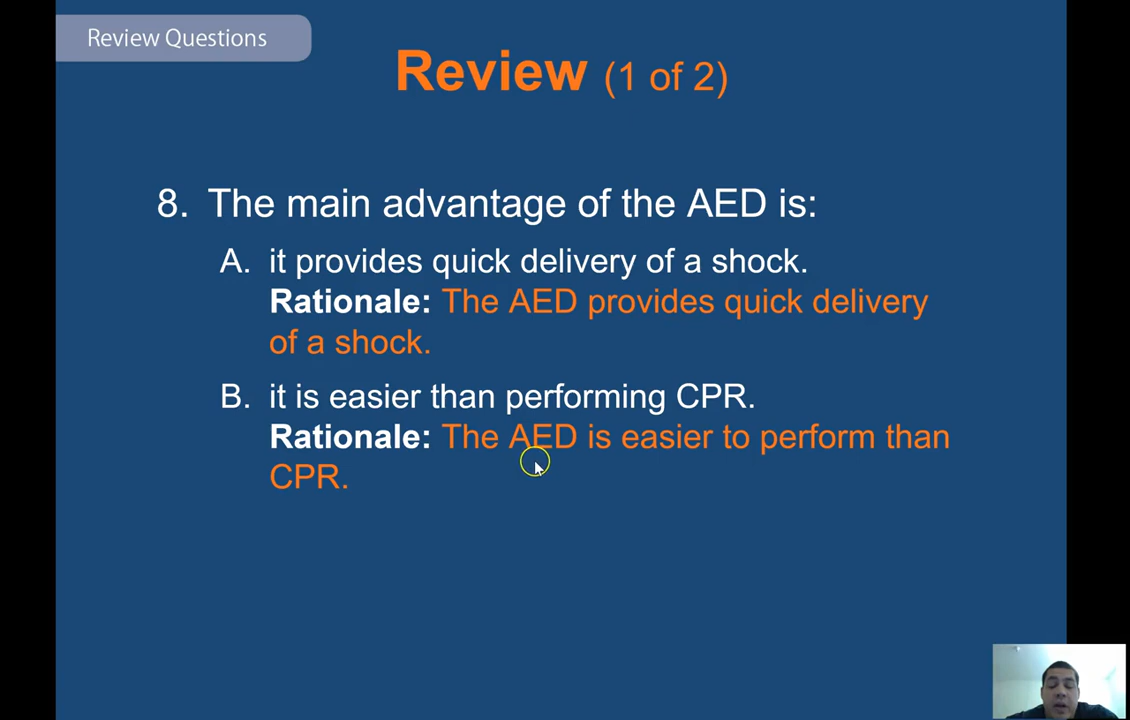 Review Questions
Review (1 of 2)
8. The main advantage of the AED is:
A. it provides quick delivery of a shock.
Rationale: The AED provides quick delivery
of a shock.
B. it is easier than performing CPR.
Rationale: The AED is easier to perform than
CPR.